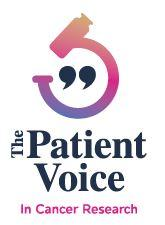 The Patient
Voice
In Cancer Research